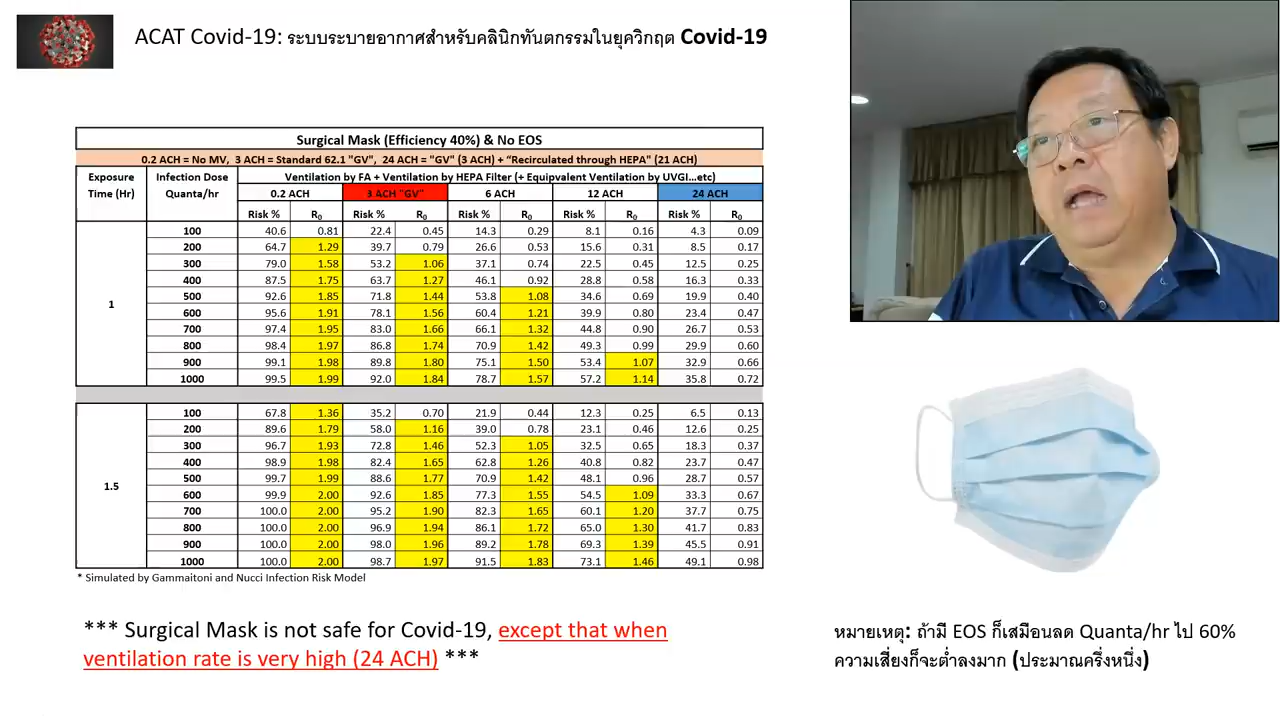 ACAT Covid-19: ระบบระบายอากาศสำหรับคลินิกทันตกรรมในยุควิกฤต Covid-19
Surgical Mask (Efficiency 40%) & No EOS
0.2 ACH = No MV, 3 ACH = Standard 62.1 "GV", 24 ACH = "GV" (3 ACH) + "Recirculated through HEPA" (21 ACH)
Exposure Time (Hr) Infection Dose Quanta/hr Ventilation by FA + Ventilation by HEPA Filter (+ Equipvalent Ventilation by UVGI...etc)
0.2 ACH 3 ACH "GV" 6 ACH 12 ACH 24 ACH
Risk % R0 Risk % R0 Risk % R0 Risk % R0 Risk % R0
1
100 40.6 0.81 22.4 0.45 14.3 0.29 8.1 0.16 4.3 0.09
200 64.7 1.29 39.7 0.79 26.6 0.53 15.6 0.31 8.5 0.17
300 79.0 1.58 53.2 1.06 37.1 0.74 22.5 0.45 12.5 0.25
400 87.5 1.75 63.7 1.27 46.1 0.92 28.8 0.58 16.3 0.33
500 92.6 1.85 71.8 1.44 53.8 1.08 34.6 0.69 19.9 0.40
600 95.6 1.91 78.1 1.56 60.4 1.21 39.9 0.80 23.4 0.47
700 97.4 1.95 83.0 1.66 66.1 1.32 44.8 0.90 26.7 0.53
800 98.4 1.97 86.8 1.74 70.9 1.42 49.3 0.99 29.9 0.60
900 99.1 1.98 89.8 1.80 75.1 1.50 53.4 1.07 32.9 0.66
1000 99.5 1.99 92.0 1.84 78.7 1.57 57.2 1.14 35.8 0.72
1.5
100 67.8 1.36 35.2 0.70 21.9 0.44 12.3 0.25 6.5 0.13
200 89.6 1.79 58.0 1.16 39.0 0.78 23.1 0.46 12.6 0.25
300 96.7 1.93 72.8 1.46 52.3 1.05 32.5 0.65 18.3 0.37
400 98.9 1.98 82.4 1.65 62.8 1.26 40.8 0.82 23.7 0.47
500 99.7 1.99 88.6 1.77 70.9 1.42 48.1 0.96 28.7 0.57
600 99.9 2.00 92.6 1.85 77.3 1.55 54.5 1.09 33.3 0.67
700 100.0 2.00 95.2 1.90 82.3 1.65 60.1 1.20 37.7 0.75
800 100.0 2.00 96.9 1.94 86.1 1.72 65.0 1.30 41.7 0.83
900 100.0 2.00 98.0 1.96 89.2 1.78 69.3 1.39 45.5 0.91
1000 100.0 2.00 98.7 1.97 91.5 1.83 73.1 1.46 49.1 0.98
* Simulated by Gammaitoni and Nucci Infection Risk Model
*** Surgical Mask is not safe for Covid-19, except that when
ventilation rate is very high (24 ACH) ***
หมายเหตุ: ถ้ามี EOS ก็เสมือนลด Quanta/hr ไป 60%
ความเสี่ยงก็จะต่ำลงมาก (ประมาณครึ่งหนึ่ง)